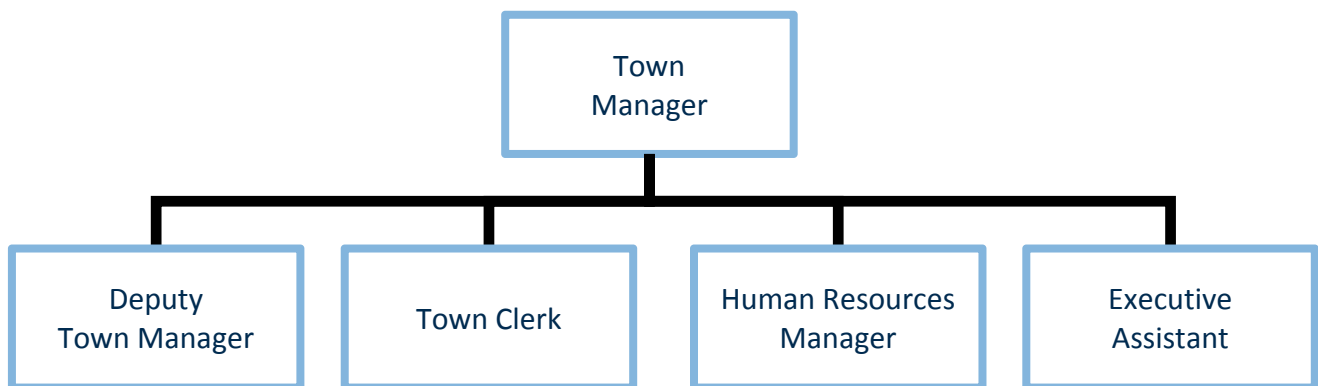 Town
Manager
Deputy
Town Manager
Town Clerk
Human Resources
Manager
Executive
Assistant